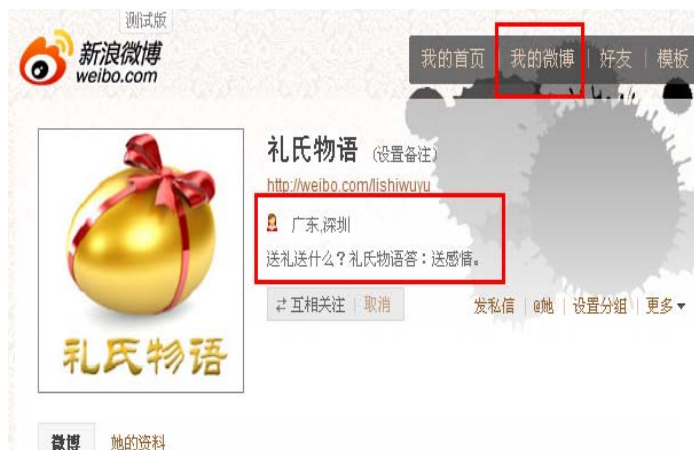 测试版
新浪微博
weibo.com
我的首页 | 我的微博 | 好友 | 模板
礼氏物语 (设置备注)
http://weibo.com/lishiwuyu
广东,深圳
送礼送什么？礼氏物语答：送感情。
互相关注 | 取消
发私信 | @她 | 设置分组 | 更多
礼氏物语
微博 她的资料